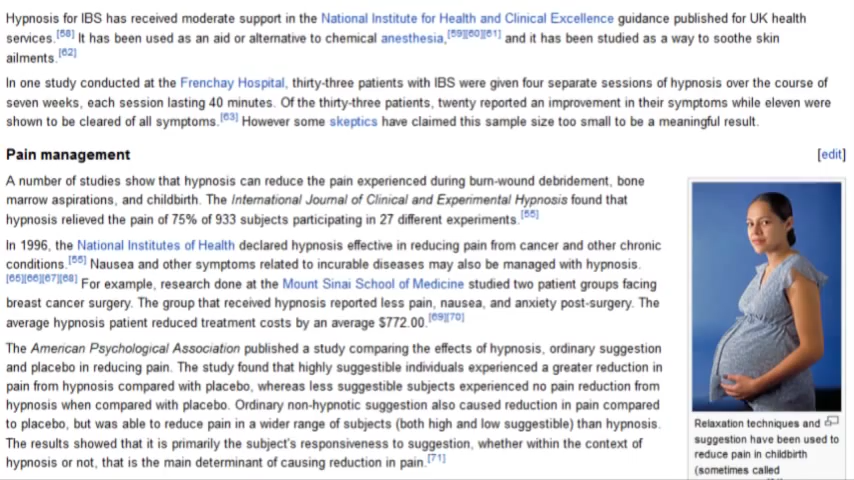 Hypnosis for IBS has received moderate support in the National Institute for Health and Clinical Excellence guidance published for UK health
services.[58] It has been used as an aid or alternative to chemical anesthesia,[59][60][61] and it has been studied as a way to soothe skin
ailments.[62]
In one study conducted at the Frenchay Hospital, thirty-three patients with IBS were given four separate sessions of hypnosis over the course of
seven weeks, each session lasting 40 minutes. Of the thirty-three patients, twenty reported an improvement in their symptoms while eleven were
shown to be cleared of all symptoms.[63] However some skeptics have claimed this sample size too small to be a meaningful result.
Pain management
[edit]
A number of studies show that hypnosis can reduce the pain experienced during burn-wound debridement, bone
marrow aspirations, and childbirth. The International Journal of Clinical and Experimental Hypnosis found that
hypnosis relieved the pain of 75% of 933 subjects participating in 27 different experiments.[55]
In 1996, the National Institutes of Health declared hypnosis effective in reducing pain from cancer and other chronic
conditions.[55] Nausea and other symptoms related to incurable diseases may also be managed with hypnosis.
[65][66][67][68] For example, research done at the Mount Sinai School of Medicine studied two patient groups facing
breast cancer surgery. The group that received hypnosis reported less pain, nausea, and anxiety post-surgery. The
average hypnosis patient reduced treatment costs by an average $772.00.[69][70]
The American Psychological Association published a study comparing the effects of hypnosis, ordinary suggestion
and placebo in reducing pain. The study found that highly suggestible individuals experienced a greater reduction in
pain from hypnosis compared with placebo, whereas less suggestible subjects experienced no pain reduction from
hypnosis when compared with placebo. Ordinary non-hypnotic suggestion also caused reduction in pain compared
to placebo, but was able to reduce pain in a wider range of subjects (both high and low suggestible) than hypnosis.
The results showed that it is primarily the subject's responsiveness to suggestion, whether within the context of
hypnosis or not, that is the main determinant of causing reduction in pain.[71]
Relaxation techniques and
suggestion have been used to
reduce pain in childbirth
(sometimes called